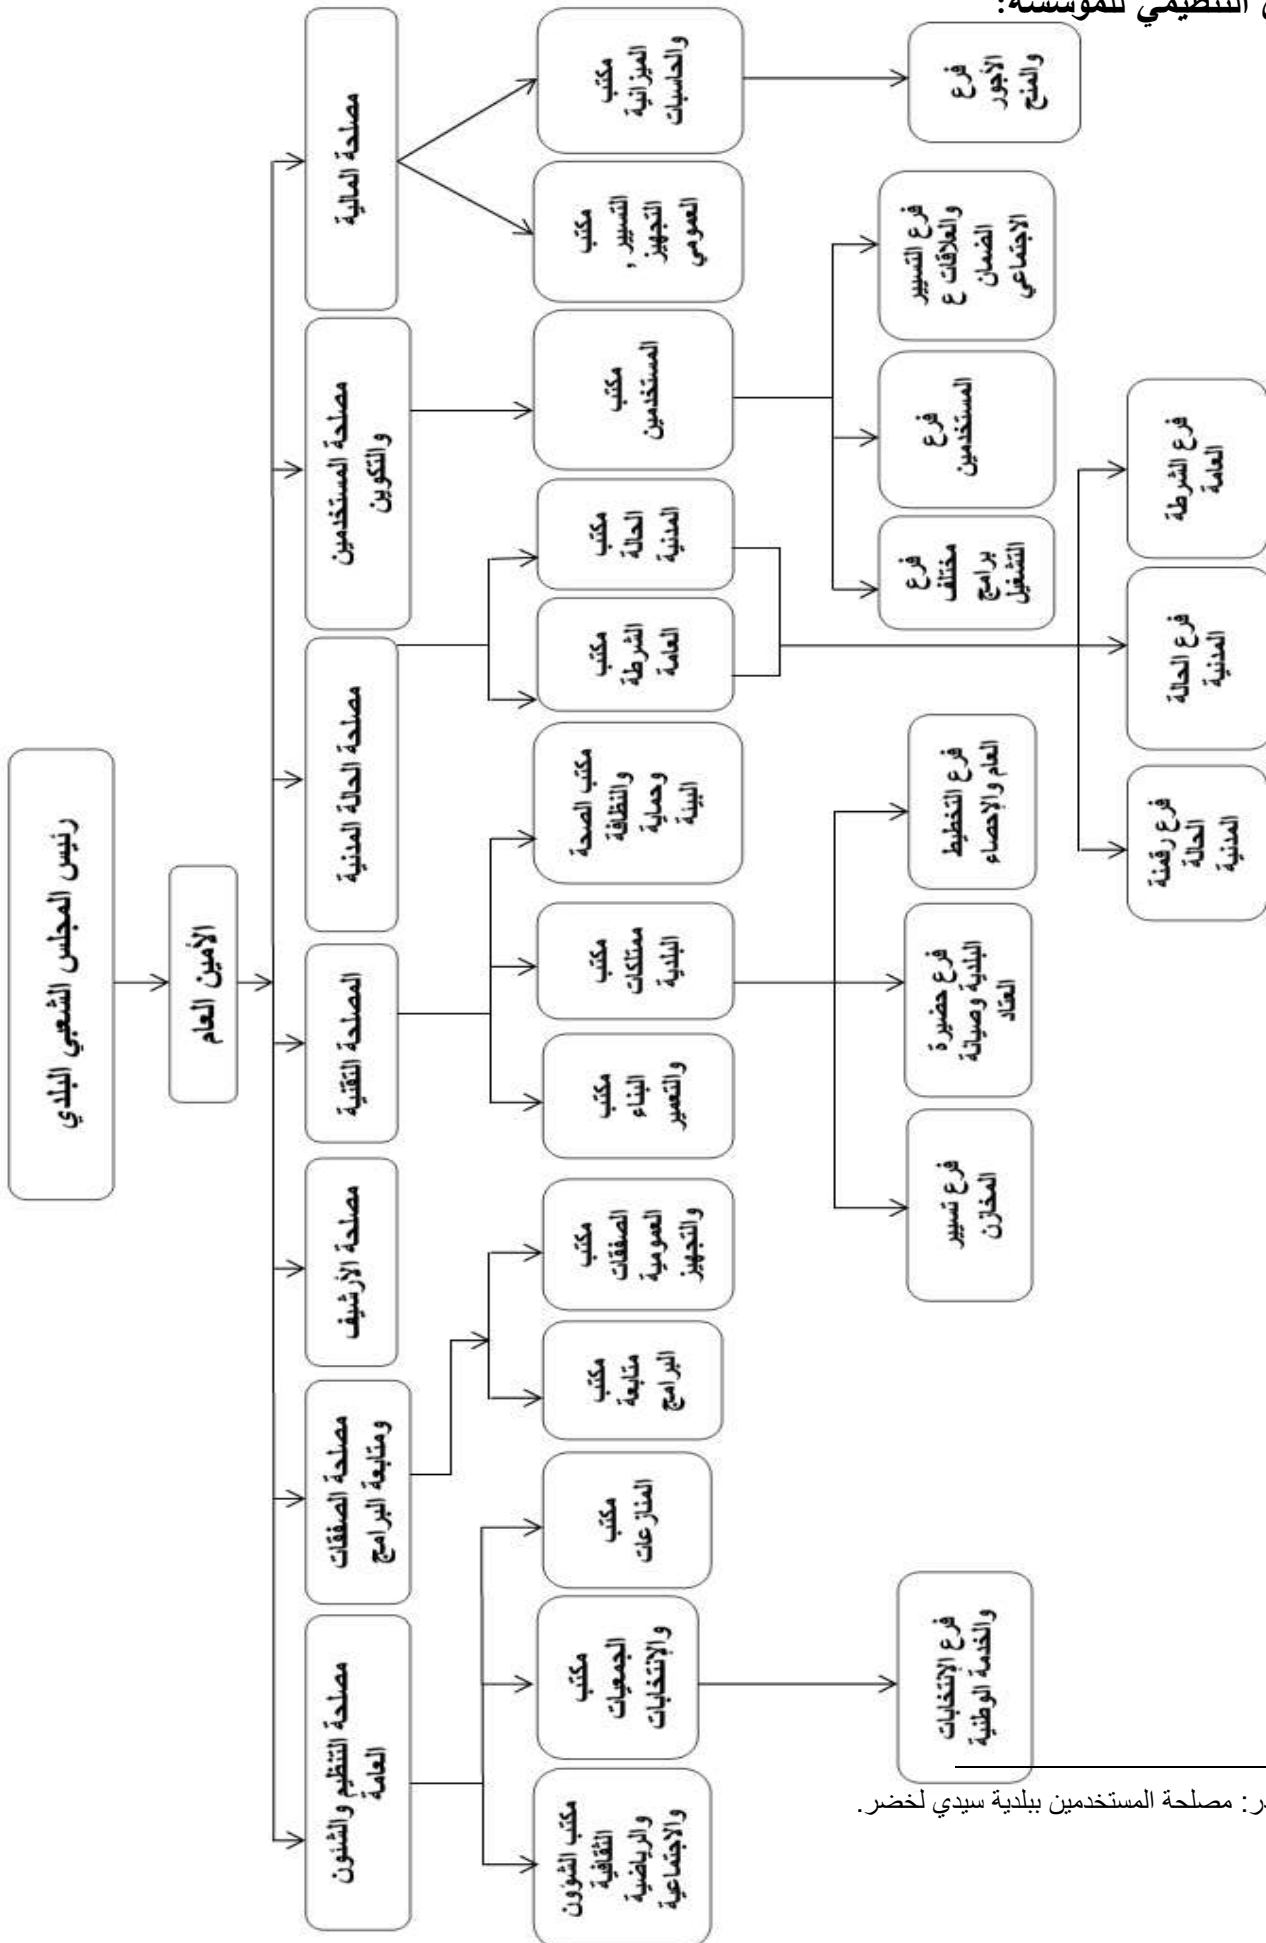 التنظيمي للمؤسسة:
رئيس المجلس الشعبي البلدي
الأمين العام
مصلحة المالية
مصلحة المستخدمين
والتكوين
مصلحة الحالة المدنية
المصلحة التقنية
مصلحة الأرشيف
مصلحة الصفقات
ومتابعة البرامج
مصلحة التنظيم والشئون
العامة
مكتب
الميزانية
والحاسبات
مكتب
التسيير ,
التجهيز
العمومي
مكتب
المستخدمين
مكتب
الحالة
المدنية
مكتب
الشرطة
العامة
مكتب الصحة
والنظافة
وحماية
البيئة
مكتب
ممتلكات
البلدية
مكتب
البناء
والتعمير
مكتب
الصفقات
العمومية
والتجهيز
مكتب
متابعة
البرامج
مكتب
المنازعات
مكتب
الجمعيات
والإنتخابات
مكتب الشؤون
الثقافية
والرياضية
والاجتماعية
فرع
الأجور
والمنح
فرع التسيير
والعلاقات ع
الضمان
الاجتماعي
فرع
المستخدمين
فرع
مختلف
برامج
التشغيل
فرع التخطيط
العام والإحصاء
فرع حضيرة
البلدية وصيانة
العتاد
فرع تسيير
المخازن
فرع الإنتخابات
والخدمة الوطنية
فرع الشرطة
العامة
فرع الحالة
المدنية
فرع رقمنة
الحالة
المدنية
در: مصلحة المستخدمين ببلدية سيدي لخضر.